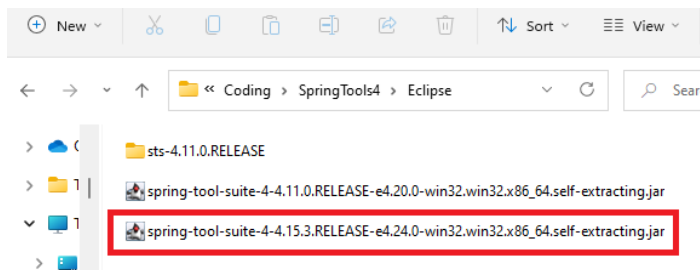 New Sort View
« Coding > SpringTools4 > Eclipse Sear
sts-4.11.0.RELEASE
spring-tool-suite-4-4.11.0.RELEASE-e4.20.0-win32.win32.x86_64.self-extracting.jar
spring-tool-suite-4-4.15.3.RELEASE-e4.24.0-win32.win32.x86_64.self-extracting.jar